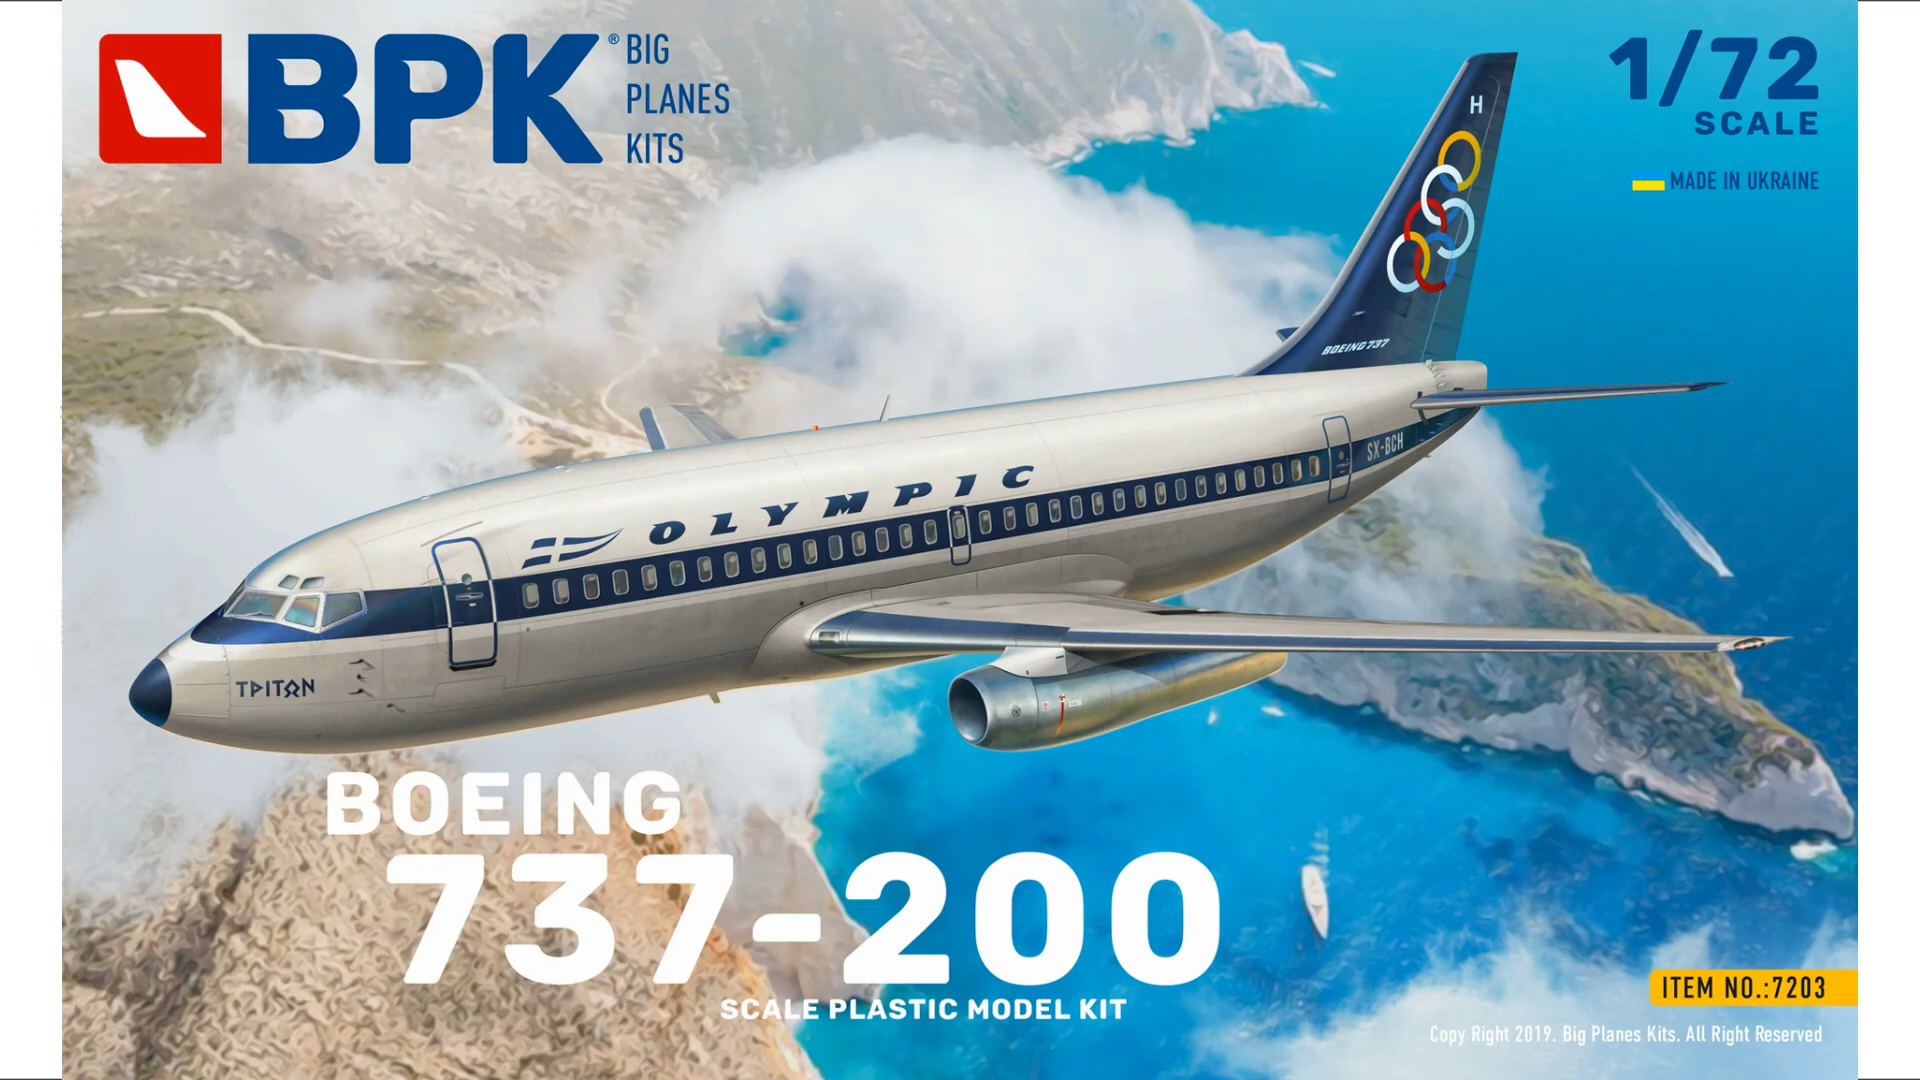 BPK®
BIG
PLANES
KITS
1/72
SCALE
MADE IN UKRAINE
H
BOEING 737
SX-BCH
OLYMPIC
ΤΡΙΤΩΝ
BOEING
737-200
SCALE PLASTIC MODEL KIT
ITEM NO.:7203
Copy Right 2019. Big Planes Kits. All Right Reserved